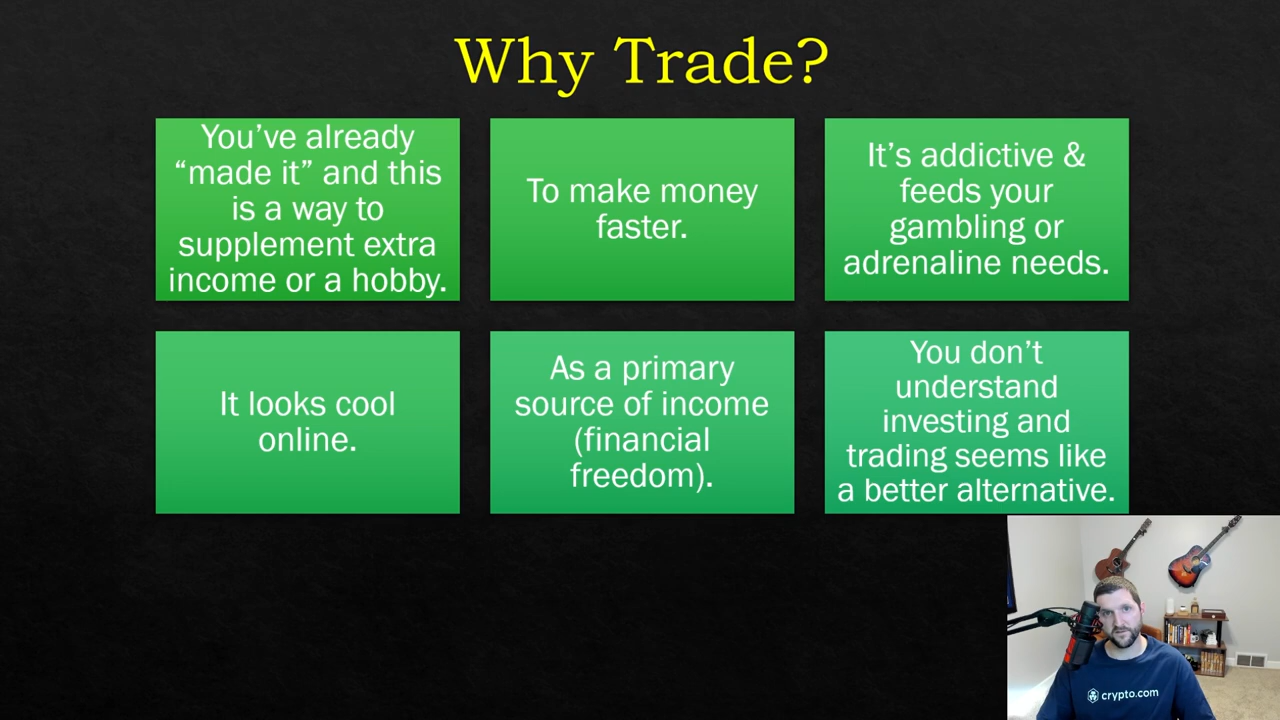 Why Trade?
You’ve already
“made it” and this
is a way to
supplement extra
income or a hobby.
To make money
faster.
It’s addictive &
feeds your
gambling or
adrenaline needs.
It looks cool
online.
As a primary
source of income
(financial
freedom).
You don’t
understand
investing and
trading seems like
a better alternative.
crypto.com